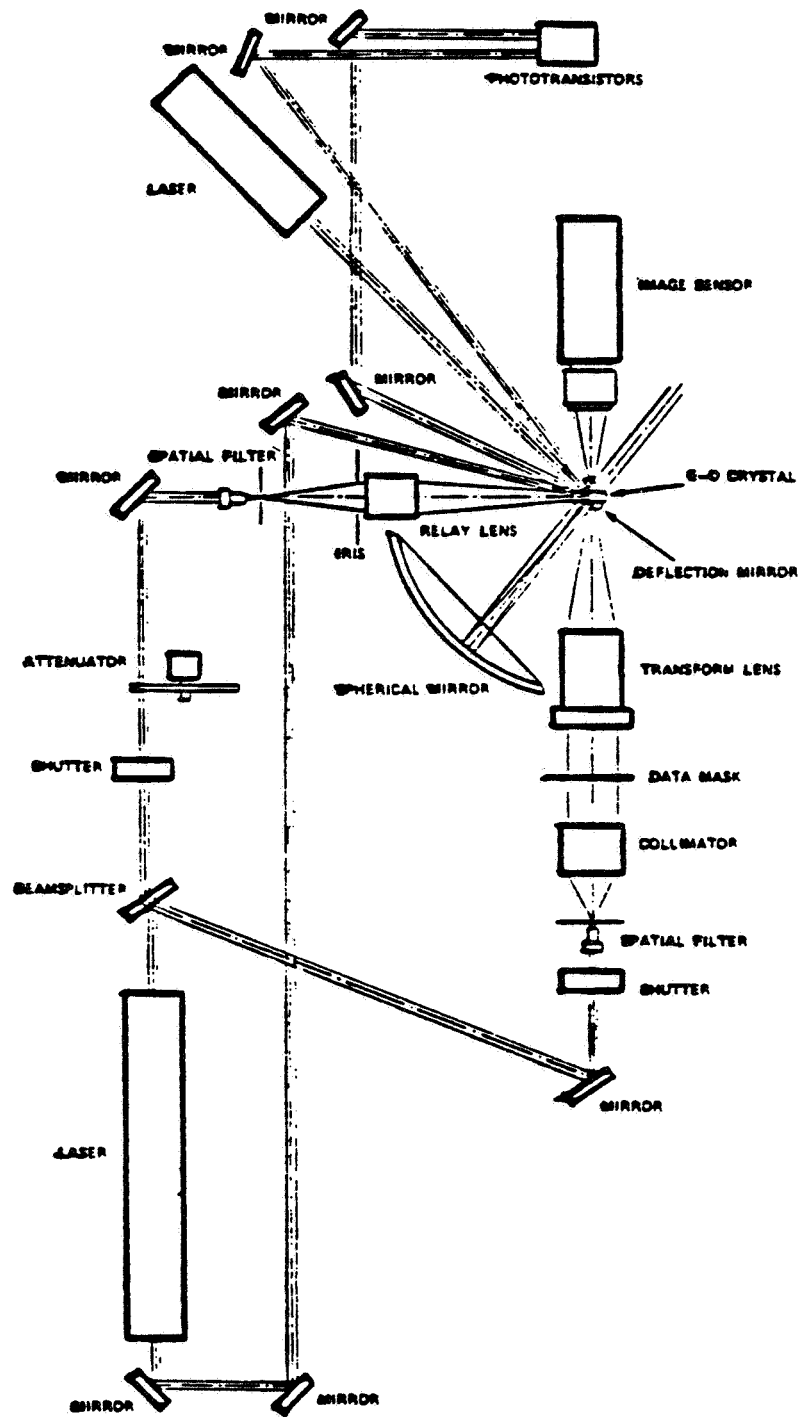 MIRROR
MIRROR
PHOTOTRANSISTORS
LASER
IMAGE SENSOR
MIRROR
MIRROR
SPATIAL FILTER
MIRROR
E-O CRYSTAL
RELAY LENS
IRIS
DEFLECTION MIRROR
ATTENUATOR
TRANSFORM LENS
SPHERICAL MIRROR
SHUTTER
DATA MASK
COLLIMATOR
BEAMSPLITTER
SPATIAL FILTER
SHUTTER
MIRROR
LASER
MIRROR
MIRROR